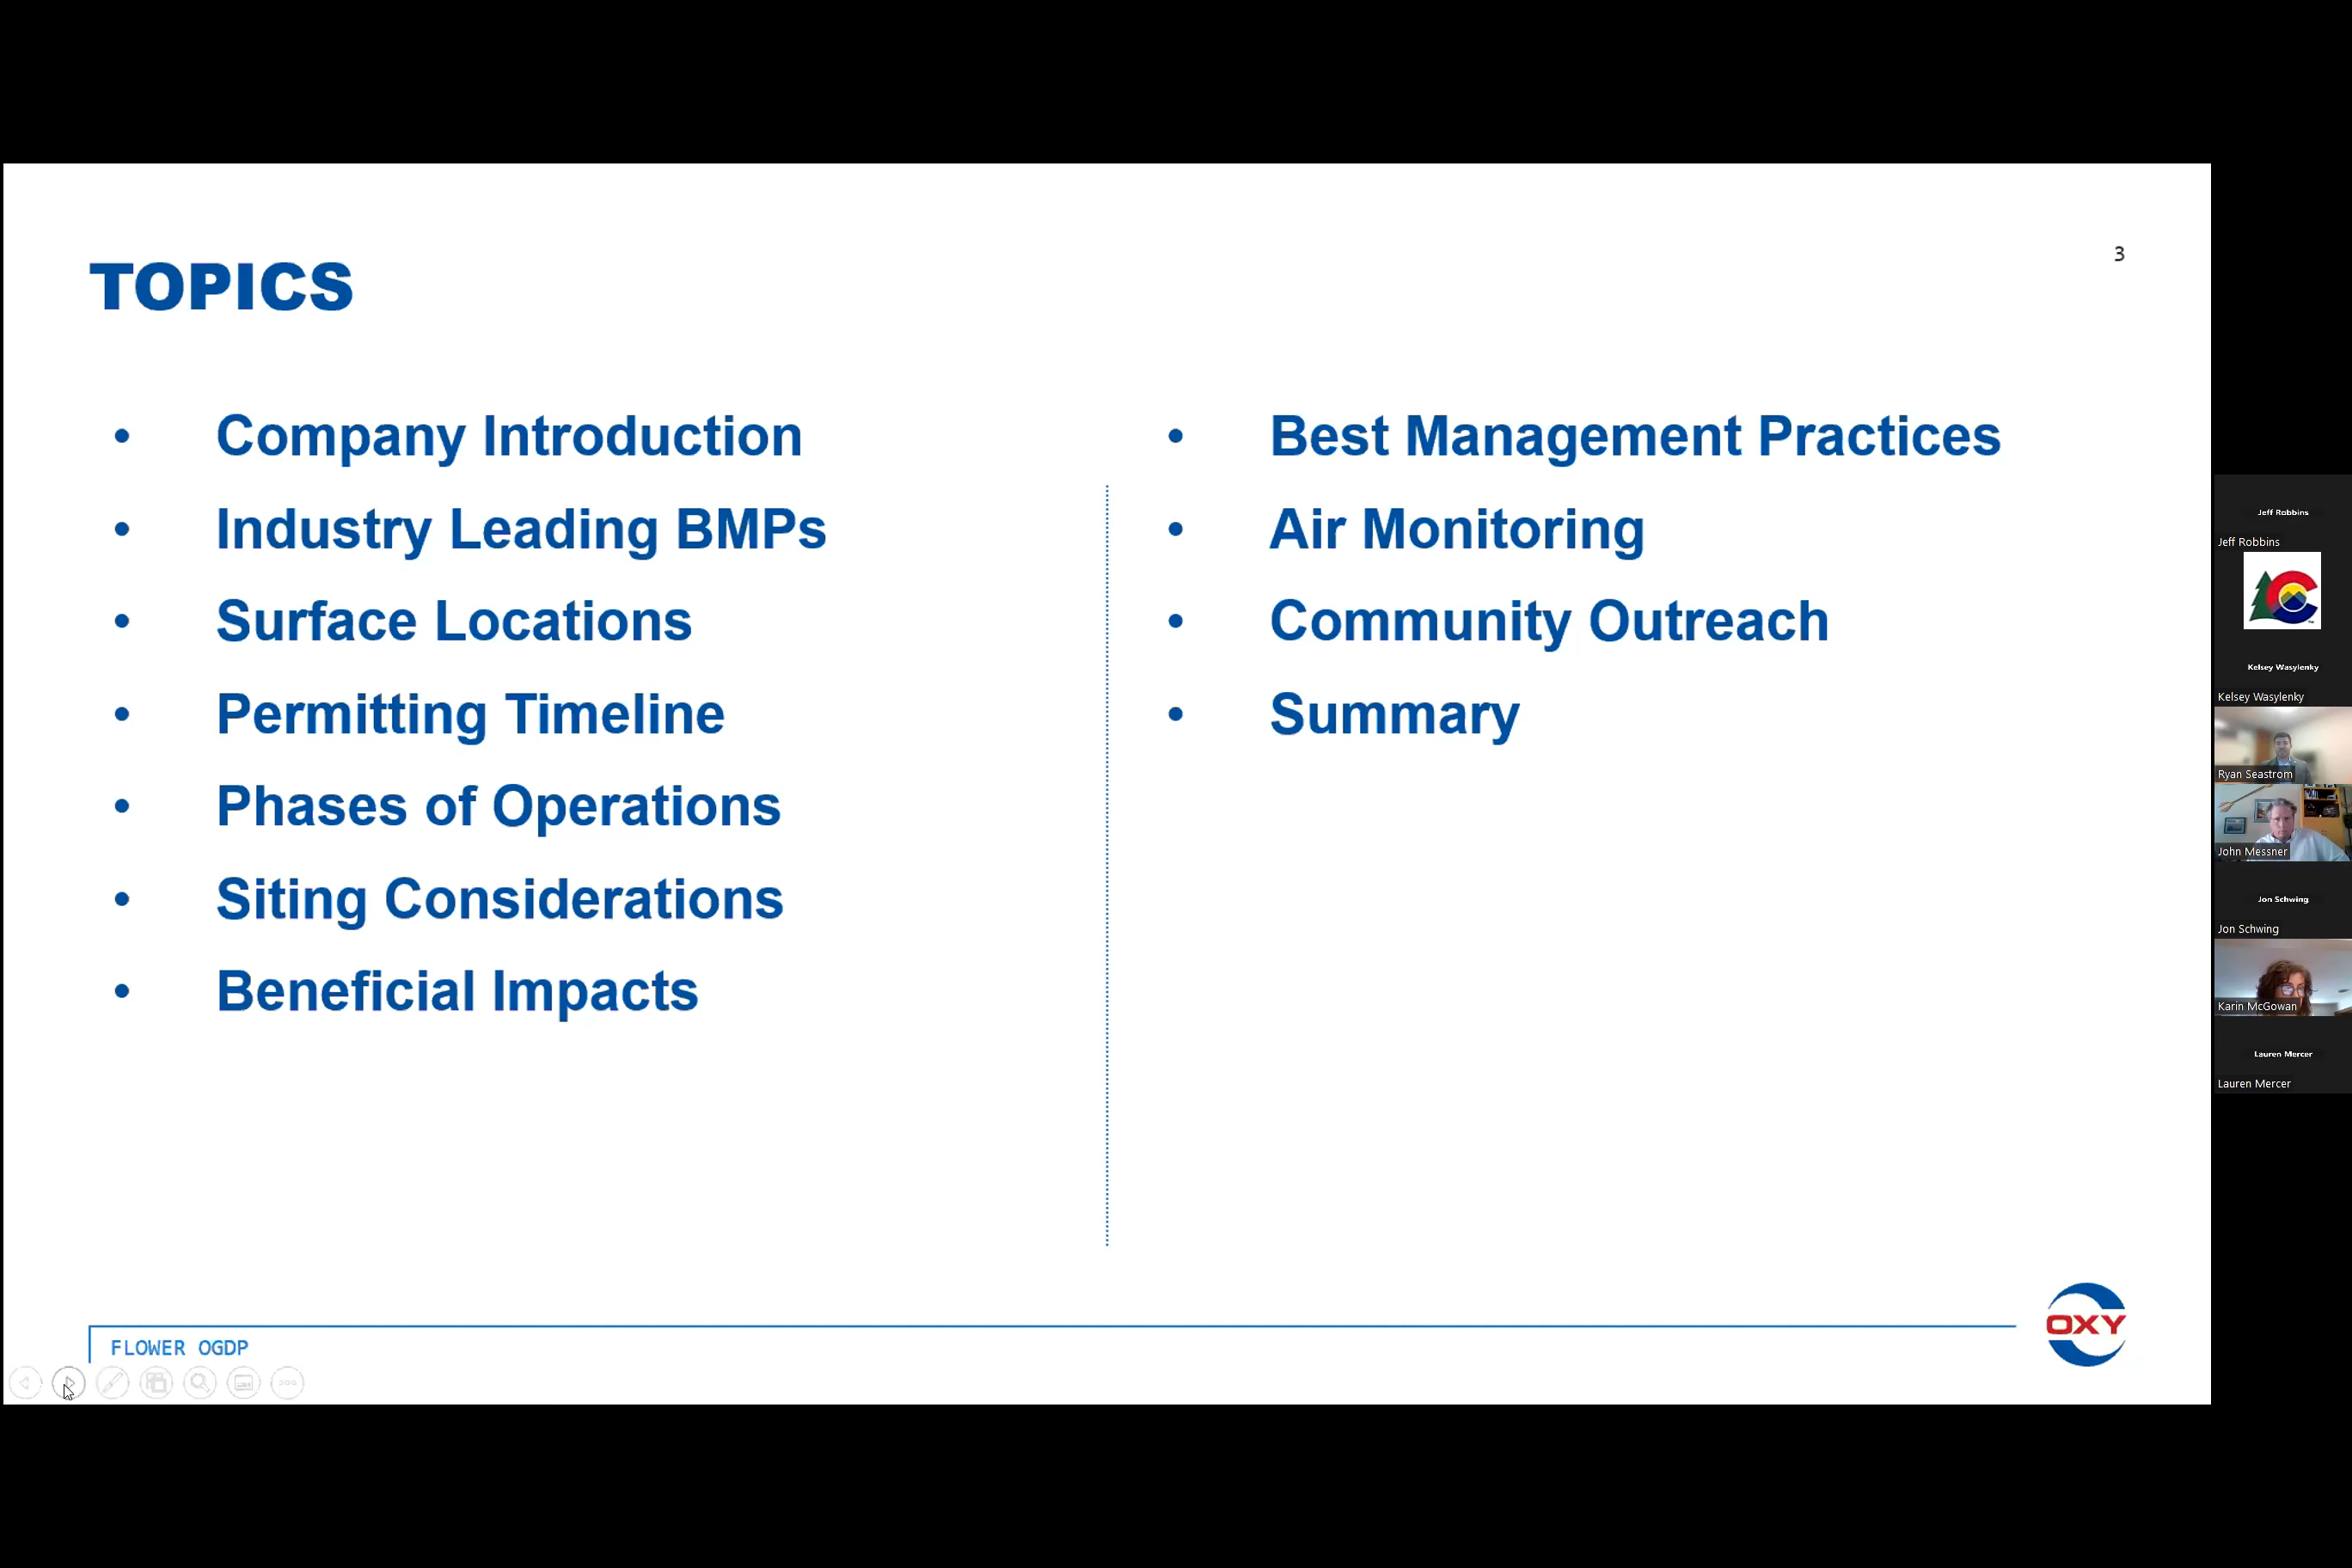 TOPICS
3
Company Introduction
Industry Leading BMPs
Surface Locations
Permitting Timeline
Phases of Operations
Siting Considerations
Beneficial Impacts
Best Management Practices
Air Monitoring
Community Outreach
Summary
FLOWER OGDP
OXY
Jeff Robbins
Jeff Robbins
Kelsey Wasylenky
Kelsey Wasylenky
Ryan Seastrom
John Messner
Jon Schwing
Jon Schwing
Karin McGowan
Lauren Mercer
Lauren Mercer